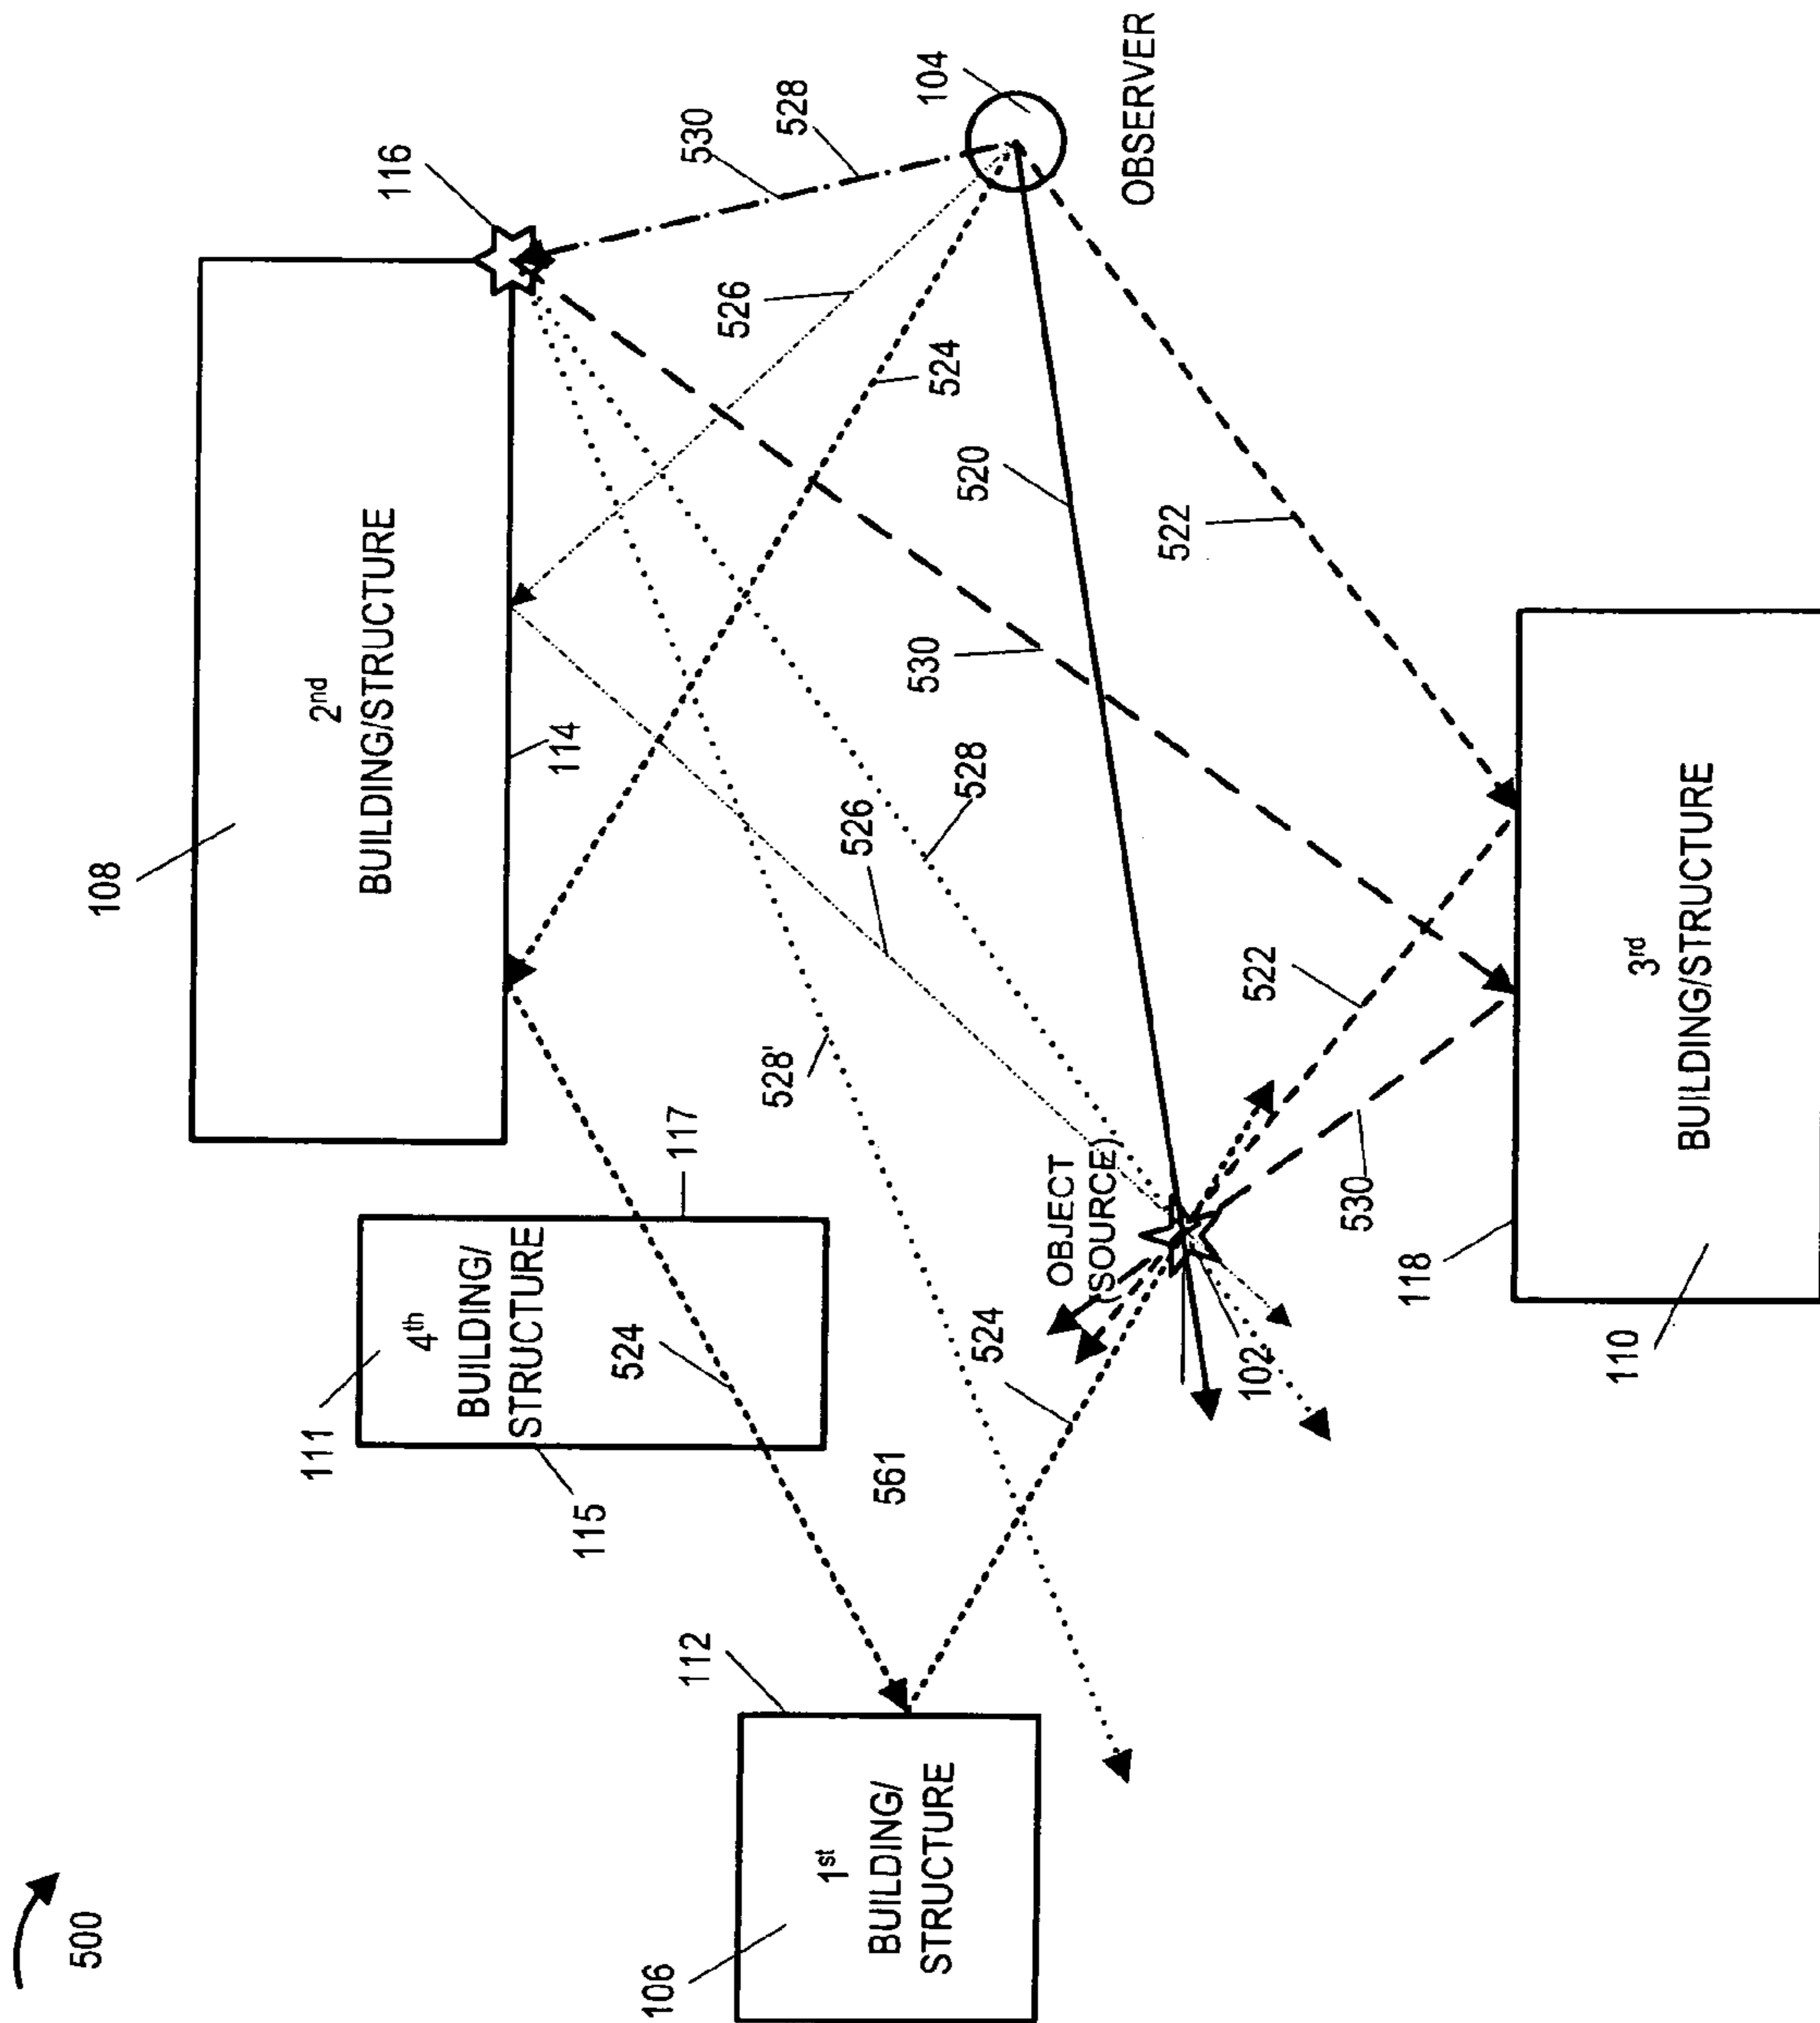 500
108
2nd
BUILDING/STRUCTURE
111
116
4th
BUILDING/
STRUCTURE
114
115
524
106
117
112
530
526
528'
528
1st
BUILDING/
STRUCTURE
526
561
530
104
524
528
520
524
OBJECT
(SOURCE)
OBSERVER
522
102
522
530
118
110
3rd
BUILDING/STRUCTURE